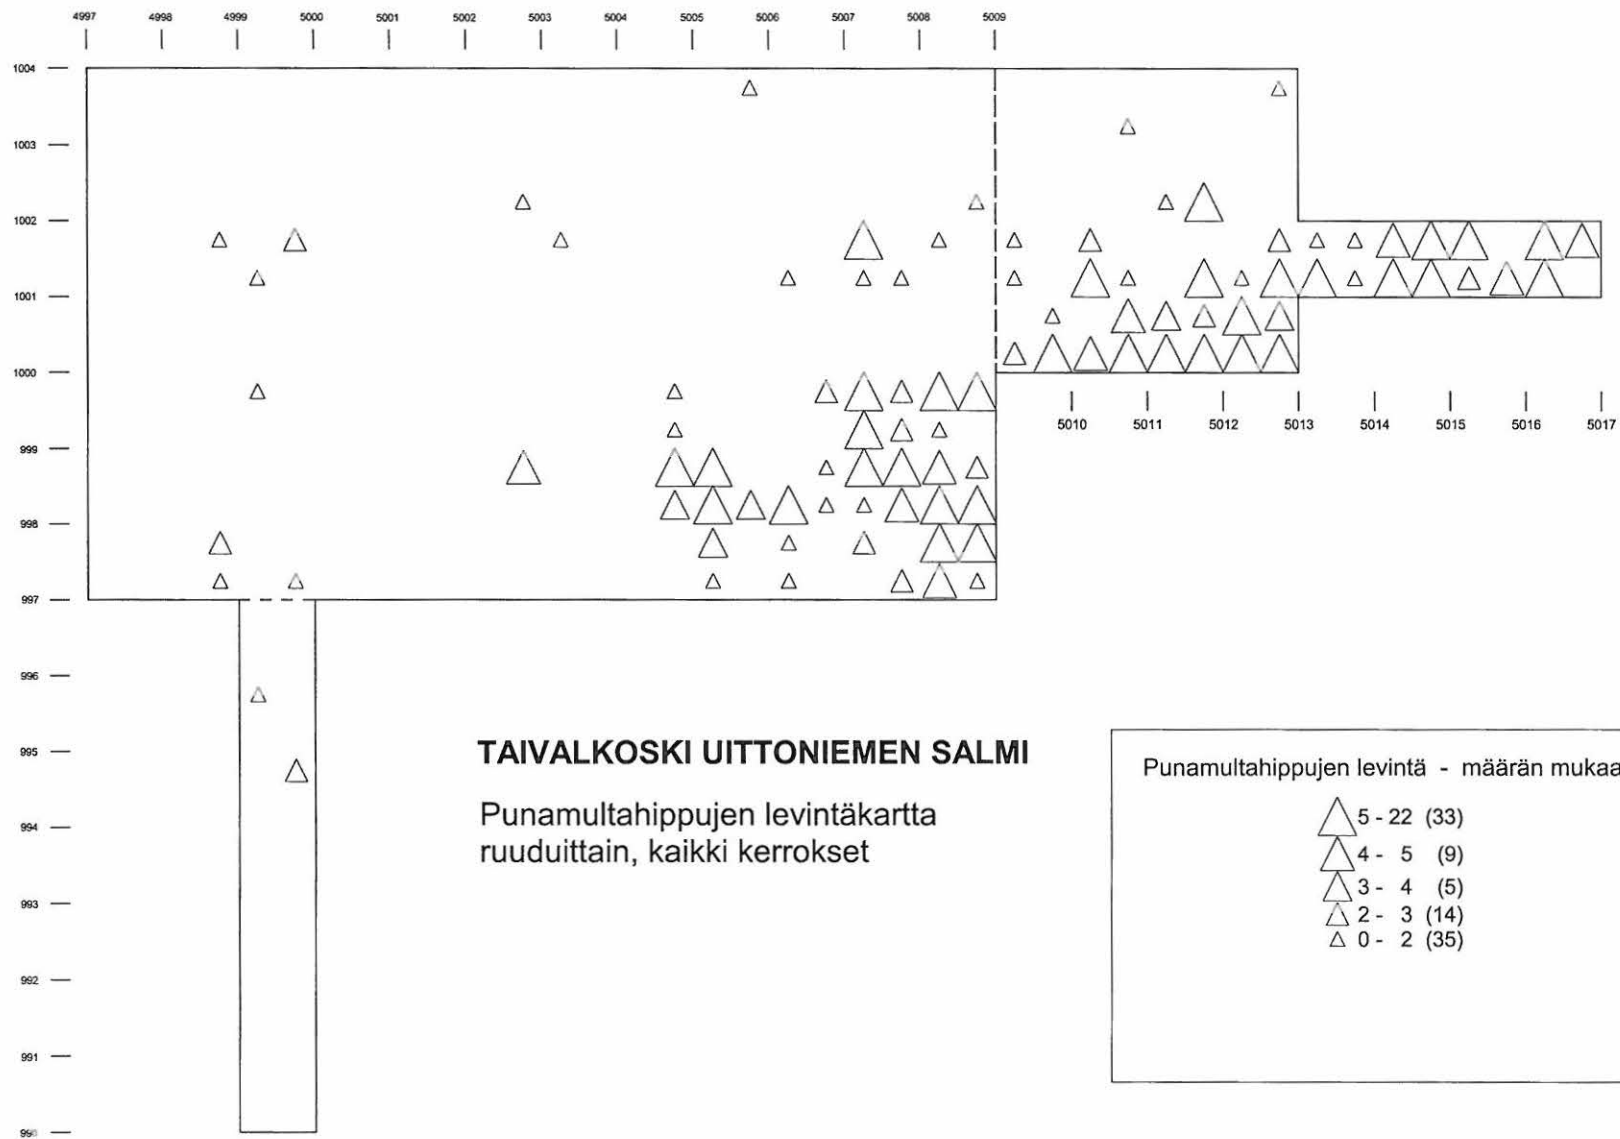 4997 4998 4999 5000 5001 5002 5003 5004 5005 5006 5007 5008 5009
1004
1003
1002
1001
1000
5010 5011 5012 5013 5014 5015 5016 5017
999
998
997
996
995
TAIVALKOSKI UITTONIEMEN SALMI
Punamultahippujen levintä - määrän mukaa
Punamultahippujen levintäkartta
5 - 22 (33)
ruuduittain, kaikki kerrokset
4 - 5 (9)
3 - 4 (5)
2 - 3 (14)
0 - 2 (35)
994
993
992
991